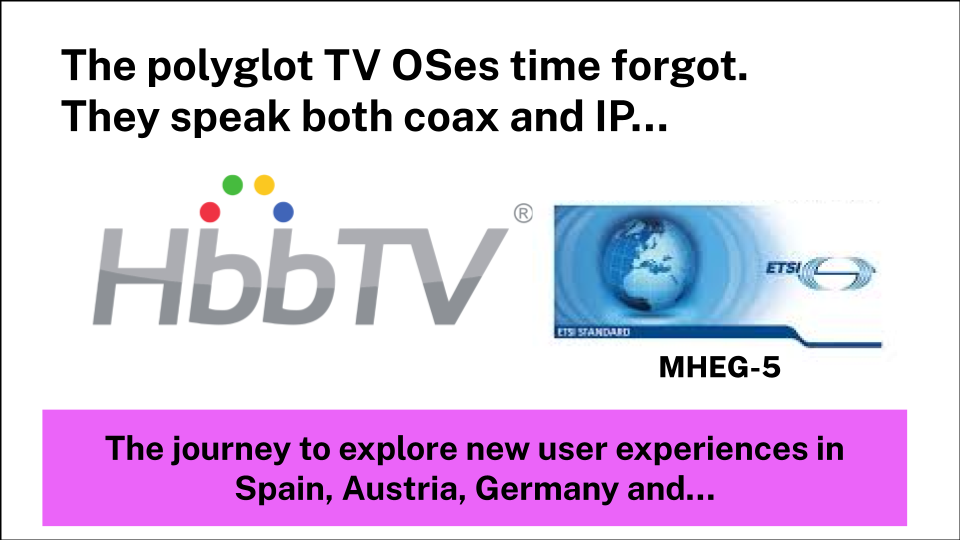 The polyglot TV OSes time forgot.
They speak both coax and IP...
HbbTV®
ETSI
ETSI STANDARD
MHEG-5
The journey to explore new user experiences in
Spain, Austria, Germany and...